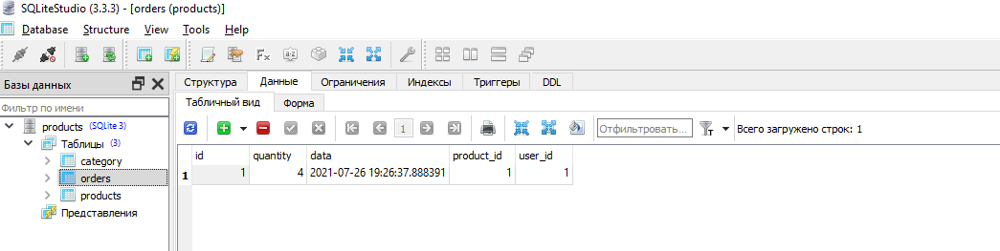 SQLiteStudio (3.3.3) - [orders (products)]
Database Structure View Tools Help
Базы данных
Фильтр по имени
products (SQLite 3)
Таблицы (3)
category
orders
products
Представления
Структура Данные Ограничения Индексы Триггеры DDL
Табличный вид Форма
1 Отфильтровать... Всего загружено строк: 1
id quantity data product_id user_id
1 1 4 2021-07-26 19:26:37.888391 1 1